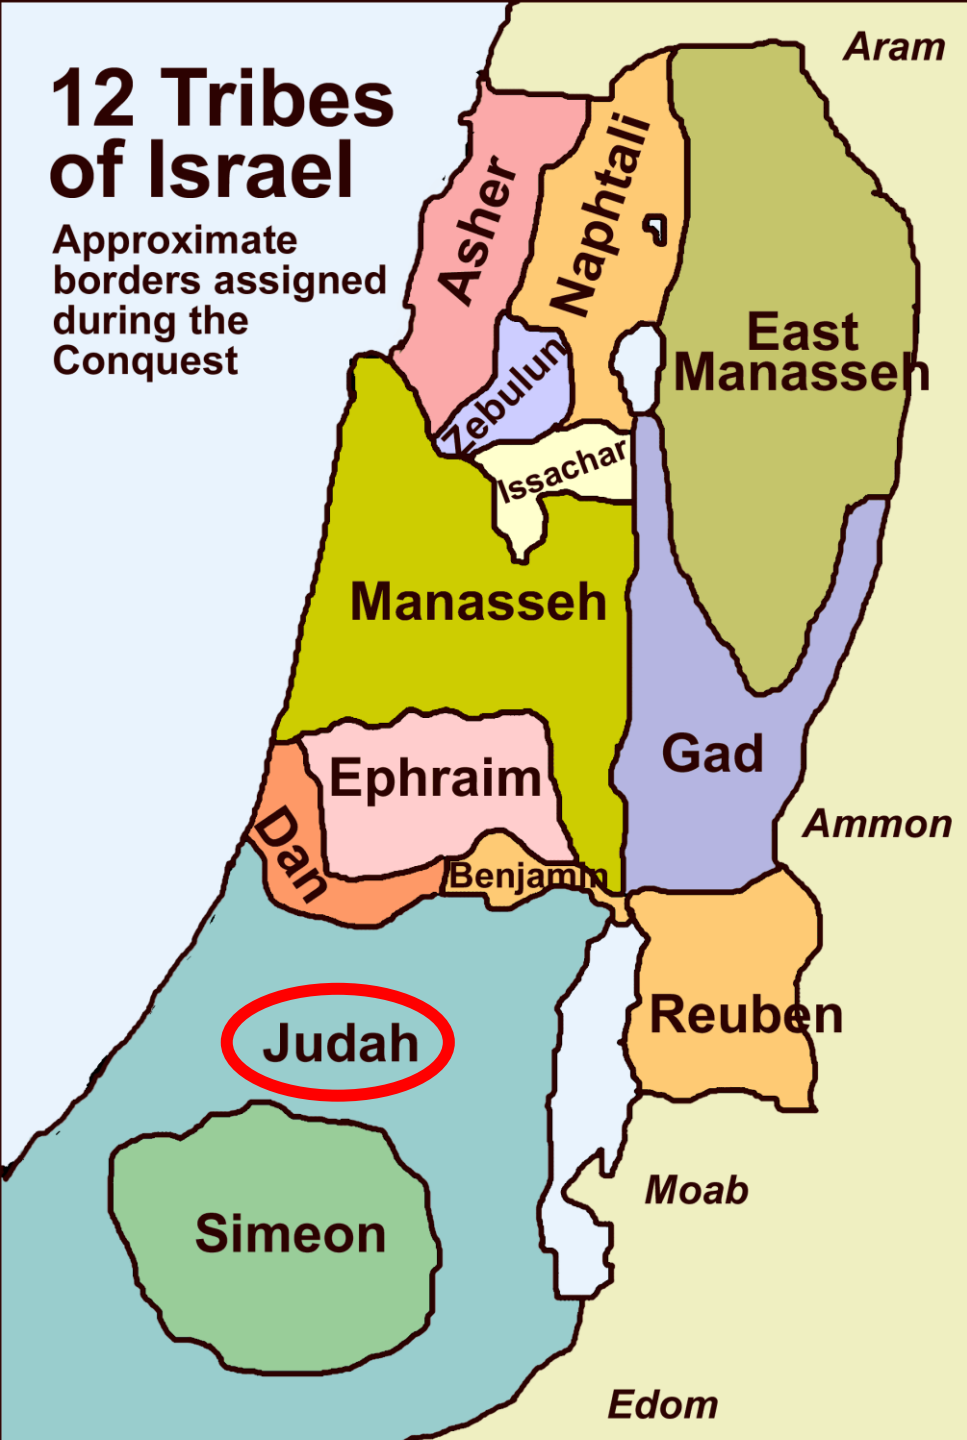 12 Tribes
of Israel
Approximate
borders assigned
during the
Conquest
Aram
Asher
Naphtali
East
Manasseh
Zebulun
Issachar
Manasseh
Gad
Ephraim
Dan
Benjamin
Ammon
Reuben
Judah
Moab
Simeon
Edom